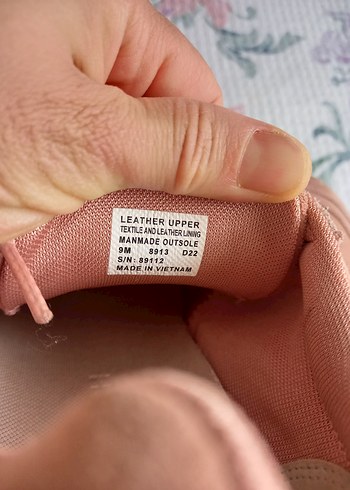 LEATHER UPPER
TEXTILE AND LEATHER LINING
MANMADE OUTSOLE
9M 8913 D22
S/N: 89112
MADE IN VIETNAM